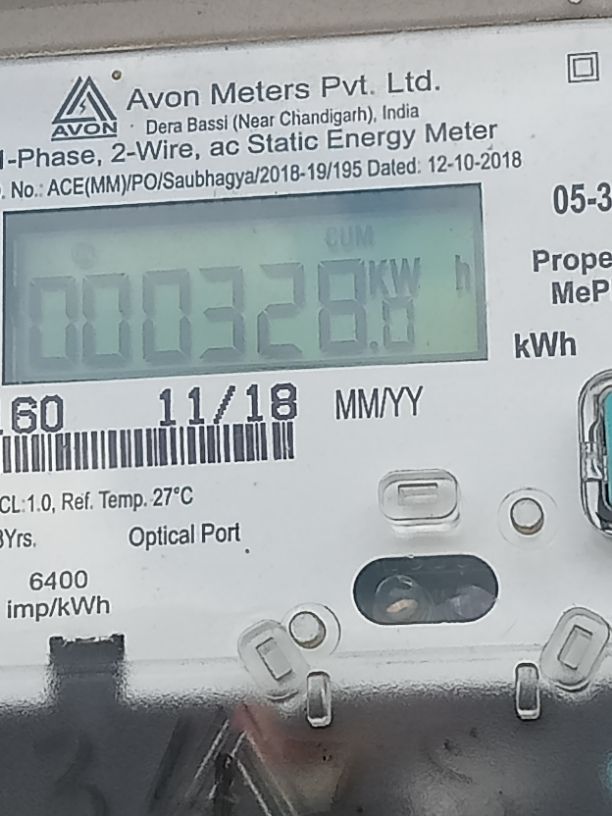 Avon Meters Pvt. Ltd.
AVON
Dera Bassi (Near Chandigarh), India
1-Phase, 2-Wire, ac Static Energy Meter
. No.: ACE(MM)/PO/Saubhagya/2018-19/195 Dated: 12-10-2018
05-3
CUM
000328.0 KW h
Prope
MeP
kWh
160 11/18 MM/YY
CL:1.0, Ref. Temp. 27°C
Yrs. Optical Port
6400
imp/kWh